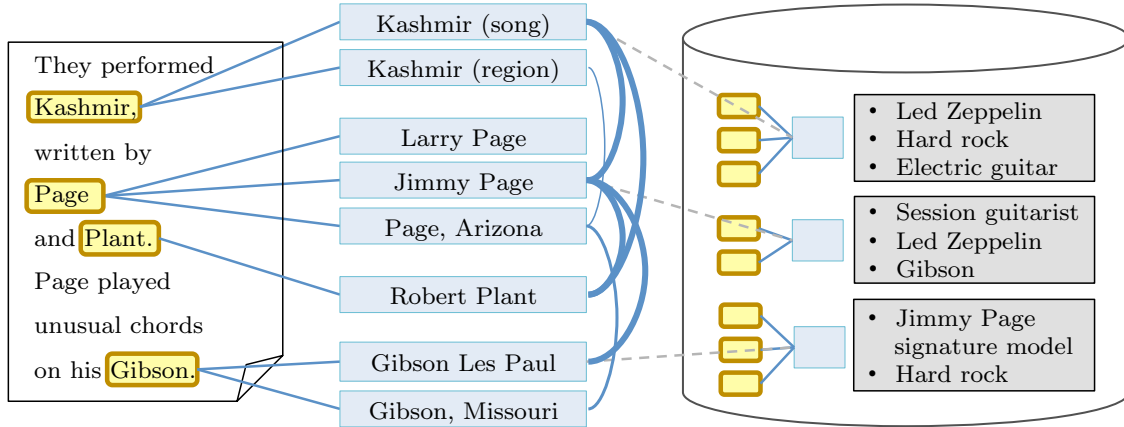 They performed
Kashmir,
written by
Page
and Plant.
Page played
unusual chords
on his Gibson.
Kashmir (song)
Kashmir (region)
Larry Page
Jimmy Page
Page, Arizona
Robert Plant
Gibson Les Paul
Gibson, Missouri
• Led Zeppelin
• Hard rock
• Electric guitar
• Session guitarist
• Led Zeppelin
• Gibson
• Jimmy Page
signature model
• Hard rock